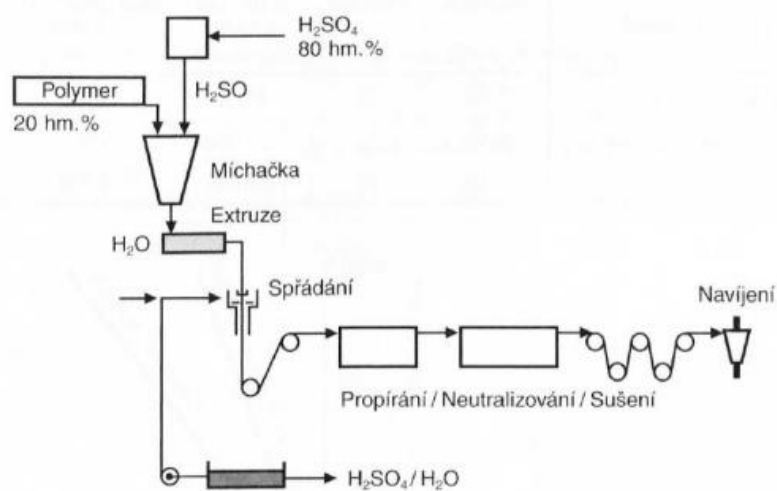 H₂SO₄
80 hm.%
H₂SO
Polymer
20 hm.%
Míchačka
Extruze
H₂O
Spřádání
Navíjení
Propírání / Neutralizování / Sušení
H₂SO₄ / H₂O